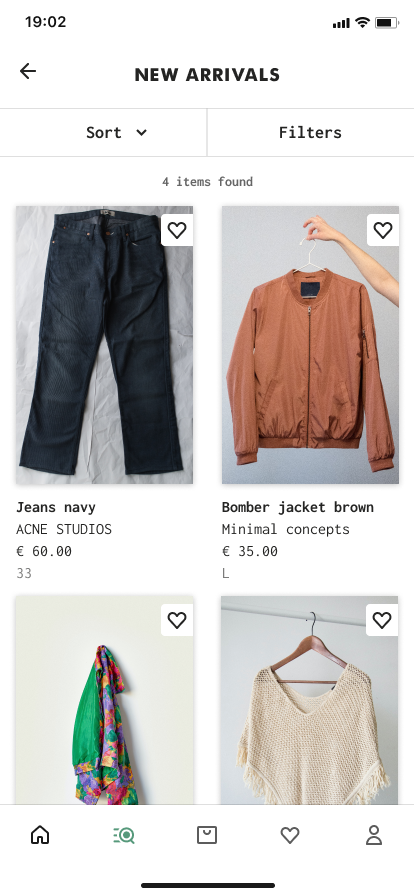 19:02
NEW ARRIVALS
Sort
Filters
4 items found
Jeans navy
ACNE STUDIOS
€ 60.00
33
Bomber jacket brown
Minimal concepts
€ 35.00
L